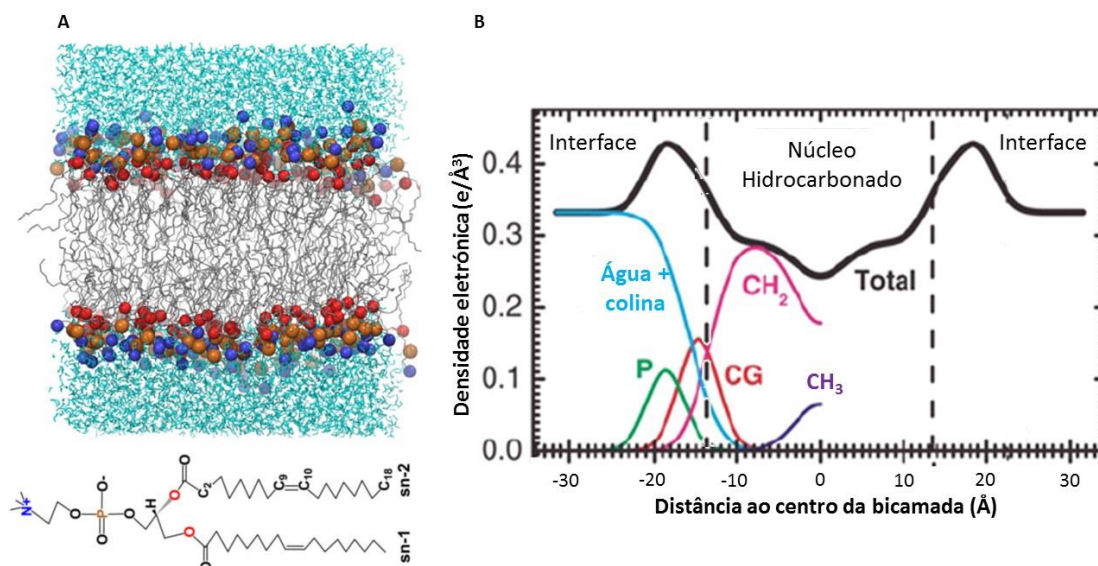 A
B
Interface
Núcleo
Hidrocarbonado
Interface
Densidade eletrónica (e/Å³)
0.4
0.3
0.2
0.1
0.0
Água +
colina
CH₂
Total
P
CG
CH₃
-30 -20 -10 0 10 20 30
Distância ao centro da bicamada (Å)
N+
O
P
O-
O
O
H
O
O
C₂
C₉
C₁₀
C₁₈
sn-2
O
O
sn-1